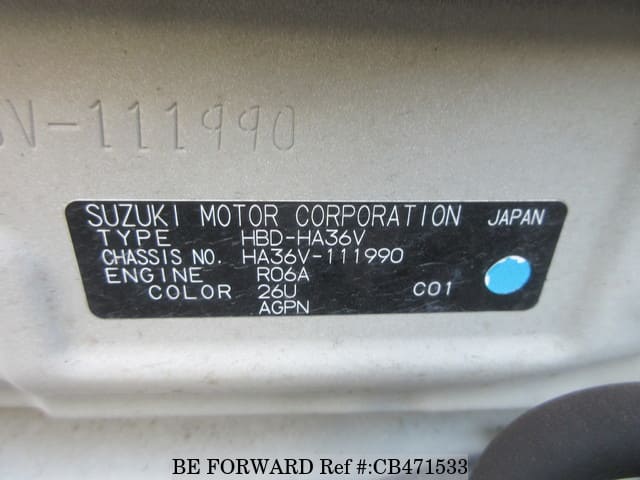 V-111990
SUZUKI MOTOR CORPORATION JAPAN
TYPE HBD-HA36V
CHASSIS NO. HA36V-111990
ENGINE R06A
COLOR 26U C01
AGPN
BE FORWARD Ref #:CB471533